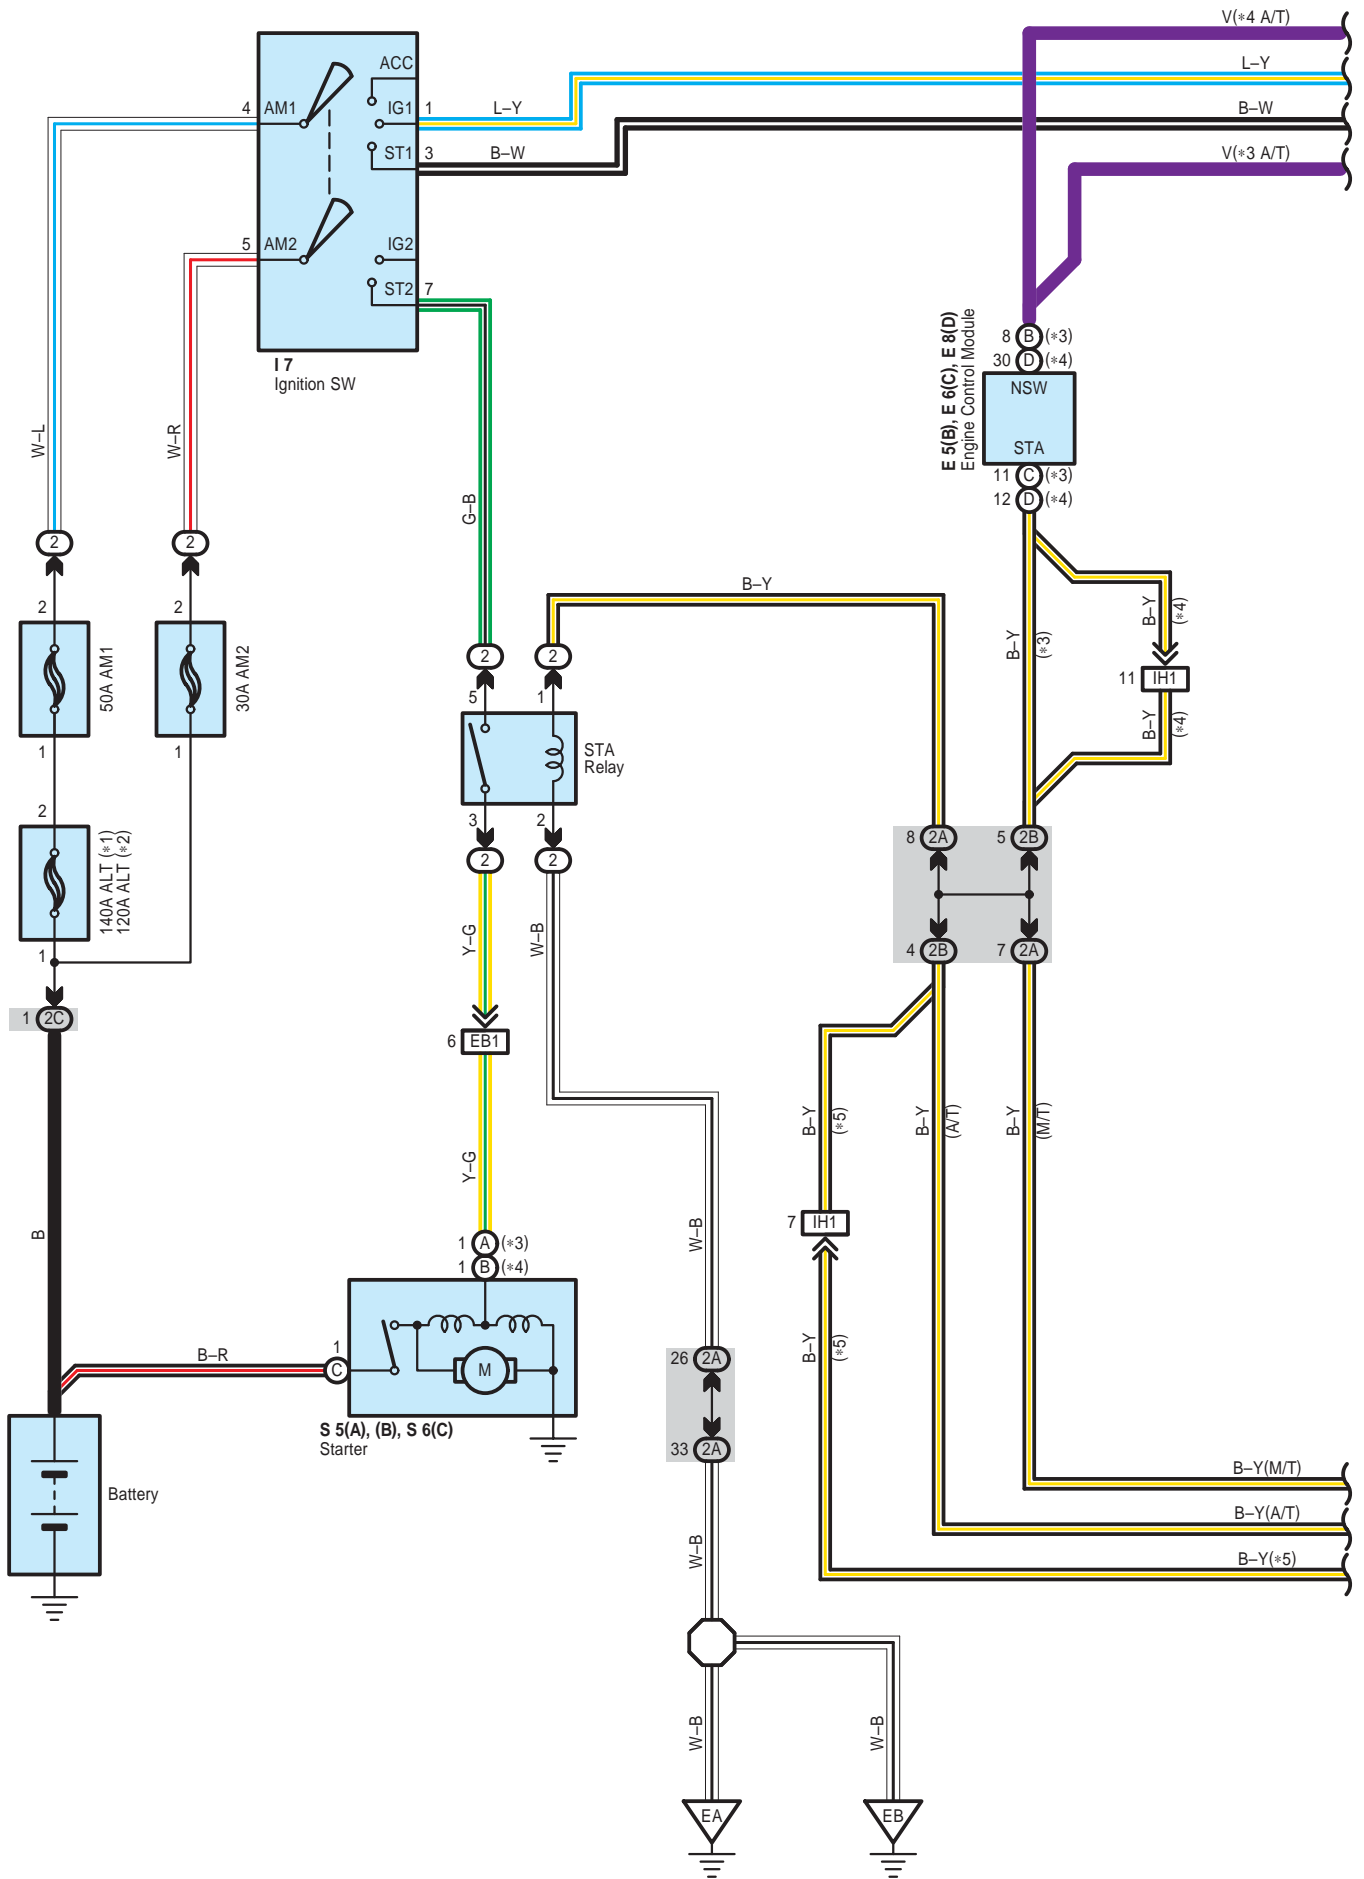 V(*4 A/T)
L–Y
B–W
V(*3 A/T)
ACC
4 AM1
IG1 1
L–Y
ST1 3
B–W
5 AM2
IG2
ST2 7
I 7
Ignition SW
W–L
W–R
G–B
E 5(B), E 6(C), E 8(D)
Engine Control Module
8 B (*3)
30 D (*4)
NSW
STA
11 C (*3)
12 D (*4)
2
2
2
2
50A AM1
30A AM2
1
1
B–Y
2
2
5
1
STA
Relay
3
2
2
2
B–Y
(*3)
B–Y
(*4)
11 IH1
B–Y
(*4)
2
140A ALT (*1)
120A ALT (*2)
1
1 2C
8 2A
5 2B
4 2B
7 2A
Y–G
W–B
6 EB1
Y–G
B–Y
(*5)
B–Y
(A/T)
B–Y
(M/T)
7 IH1
B–Y
(*5)
B
W–B
1 A (*3)
1 B (*4)
B–R
1
C
M
S 5(A), (B), S 6(C)
Starter
Battery
26 2A
33 2A
W–B
B–Y(M/T)
B–Y(A/T)
B–Y(*5)
W–B
W–B
EA
EB